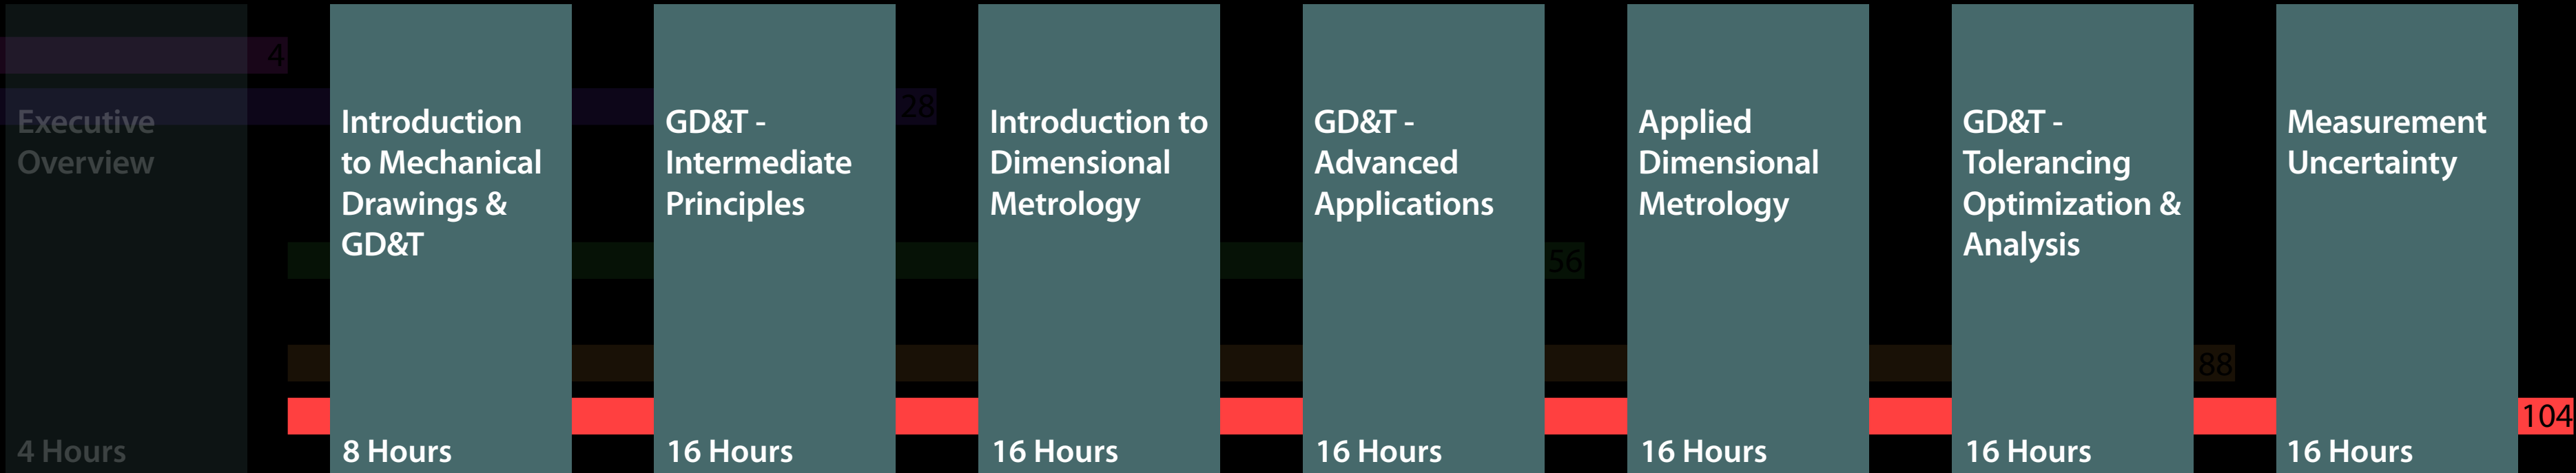 4
Executive
Overview
4 Hours
Introduction
to Mechanical
Drawings &
GD&T
8 Hours
GD&T -
Intermediate
Principles
16 Hours
28
Introduction to
Dimensional
Metrology
16 Hours
GD&T -
Advanced
Applications
16 Hours
56
Applied
Dimensional
Metrology
16 Hours
GD&T -
Tolerancing
Optimization &
Analysis
16 Hours
88
Measurement
Uncertainty
16 Hours
104